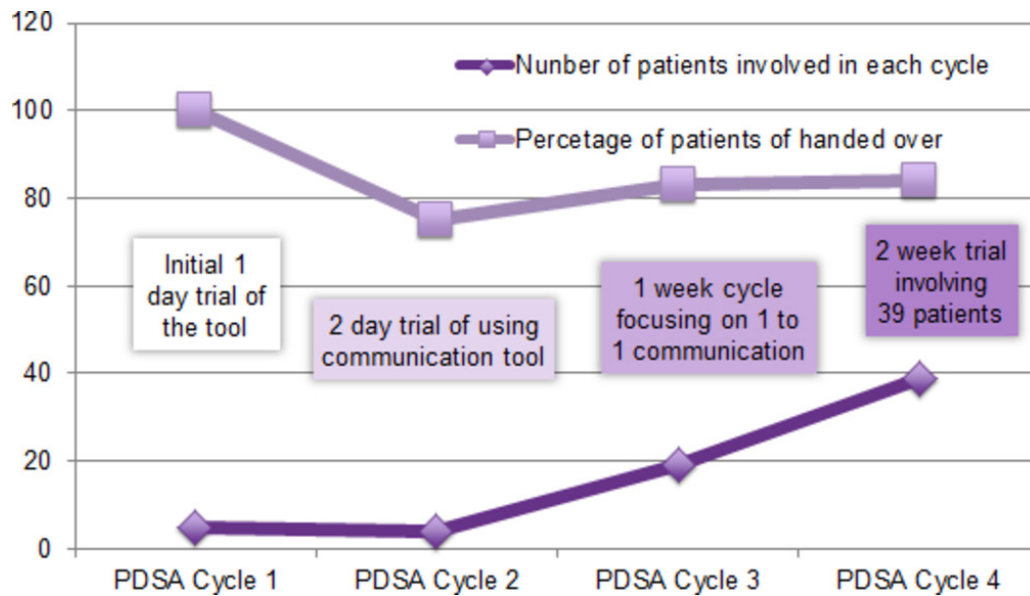 120
100
80
60
40
20
0
Nunber of patients involved in each cycle
Percetage of patients of handed over
Initial 1
day trial of
the tool
2 day trial of using
communication tool
1 week cycle
focusing on 1 to
1 communication
2 week trial
involving
39 patients
PDSA Cycle 1
PDSA Cycle 2
PDSA Cycle 3
PDSA Cycle 4